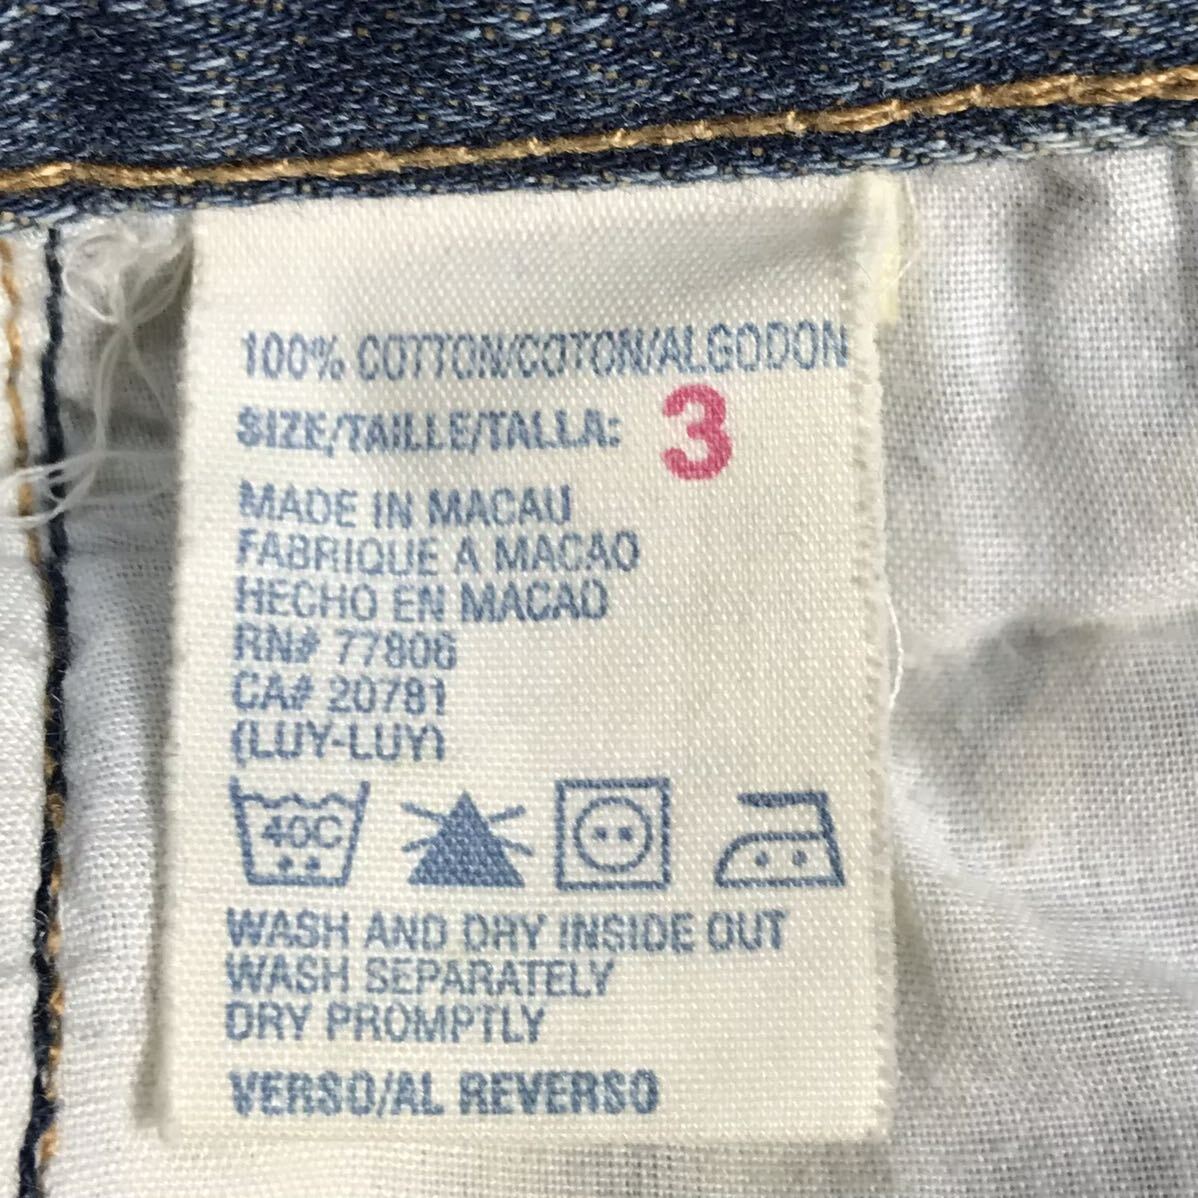 100% COTTON/COTON/ALGODON
SIZE/TAILLE/TALLA: 3
MADE IN MACAU
FABRIQUE A MACAO
HECHO EN MACAO
RN# 77806
CA# 20781
(LUY-LUY)
40C
WASH AND DRY INSIDE OUT
WASH SEPARATELY
DRY PROMPTLY
VERSO/AL REVERSO